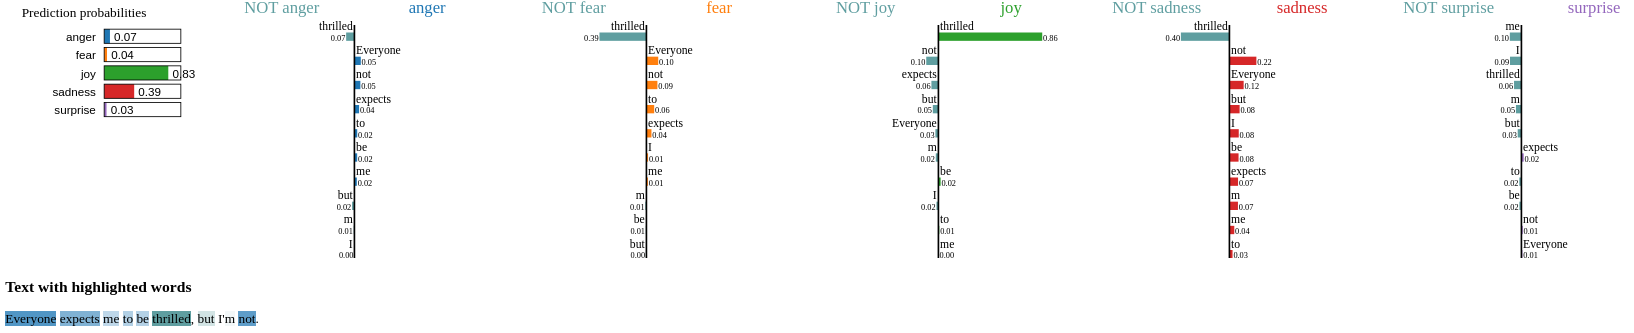 Prediction probabilities
anger 0.07
fear 0.04
joy 0.83
sadness 0.39
surprise 0.03
NOT anger anger
thrilled
0.07
Everyone
0.05
not
0.05
expects
0.04
to
0.02
be
0.02
me
0.02
but
0.02
m
0.01
I
0.00
NOT fear fear
thrilled
0.39
Everyone
0.10
not
0.09
to
0.06
expects
0.04
I
0.01
me
0.01
m
0.01
be
0.01
but
0.00
NOT joy joy
thrilled
0.86
not
0.10
expects
0.06
but
0.05
Everyone
0.03
m
0.02
be
0.02
I
0.02
to
0.01
me
0.00
NOT sadness sadness
thrilled
0.40
not
0.22
Everyone
0.12
but
0.08
I
0.08
be
0.08
expects
0.07
m
0.07
me
0.04
to
0.03
NOT surprise surprise
me
0.10
I
0.09
thrilled
0.06
m
0.05
but
0.03
expects
0.02
to
0.02
be
0.02
not
0.01
Everyone
0.01
Text with highlighted words
Everyone expects me to be thrilled, but I'm not.